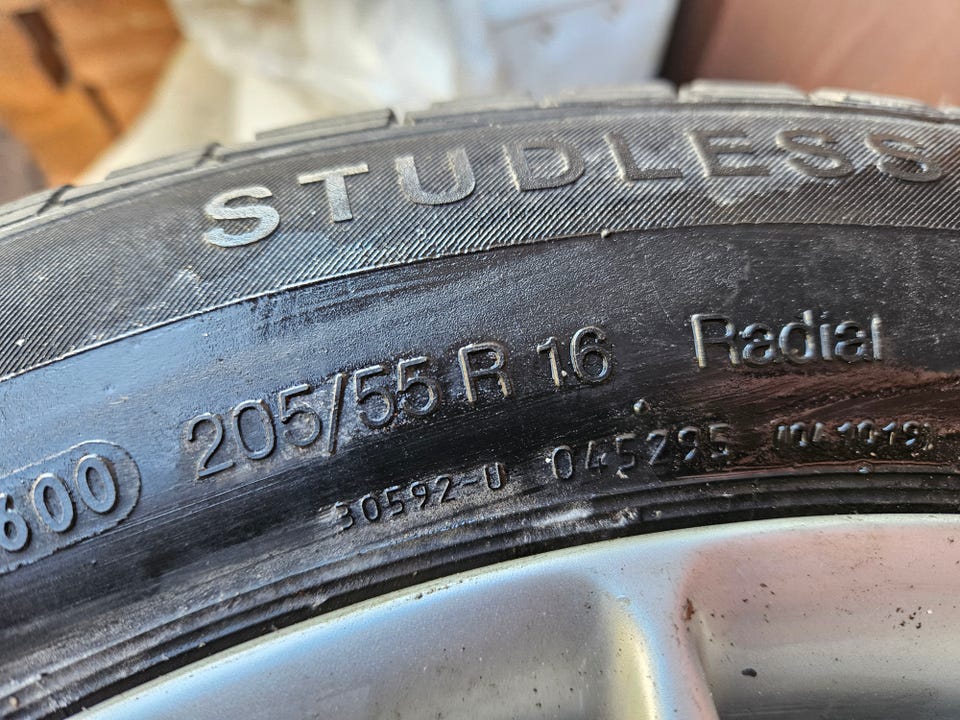 STUDLESS
600 205/55 R 16 Radial
30592-U 045295